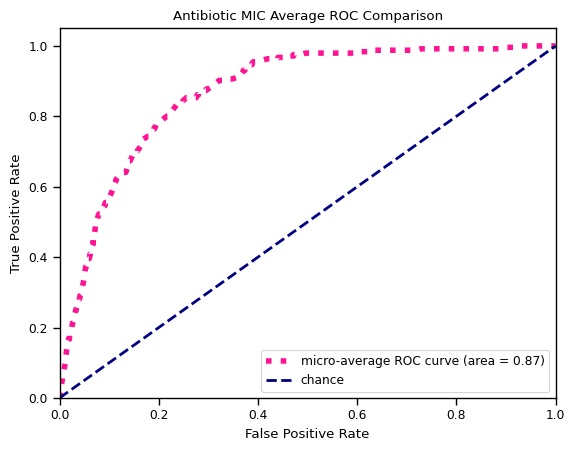 Antibiotic MIC Average ROC Comparison
True Positive Rate
1.0
0.8
0.6
0.4
0.2
0.0
micro-average ROC curve (area = 0.87)
chance
0.0 0.2 0.4 0.6 0.8 1.0
False Positive Rate